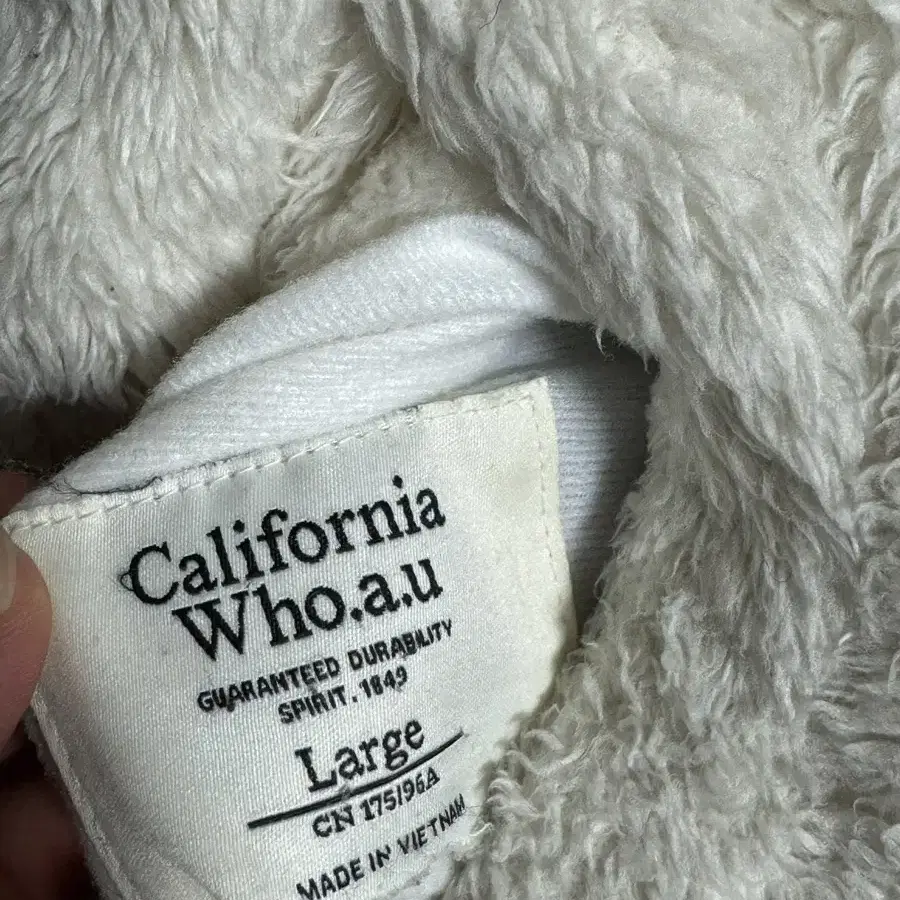 California
Who.a.u
GUARANTEED DURABILITY
SPIRIT. 1849
Large
CN 175/96A
MADE IN VIETNAM